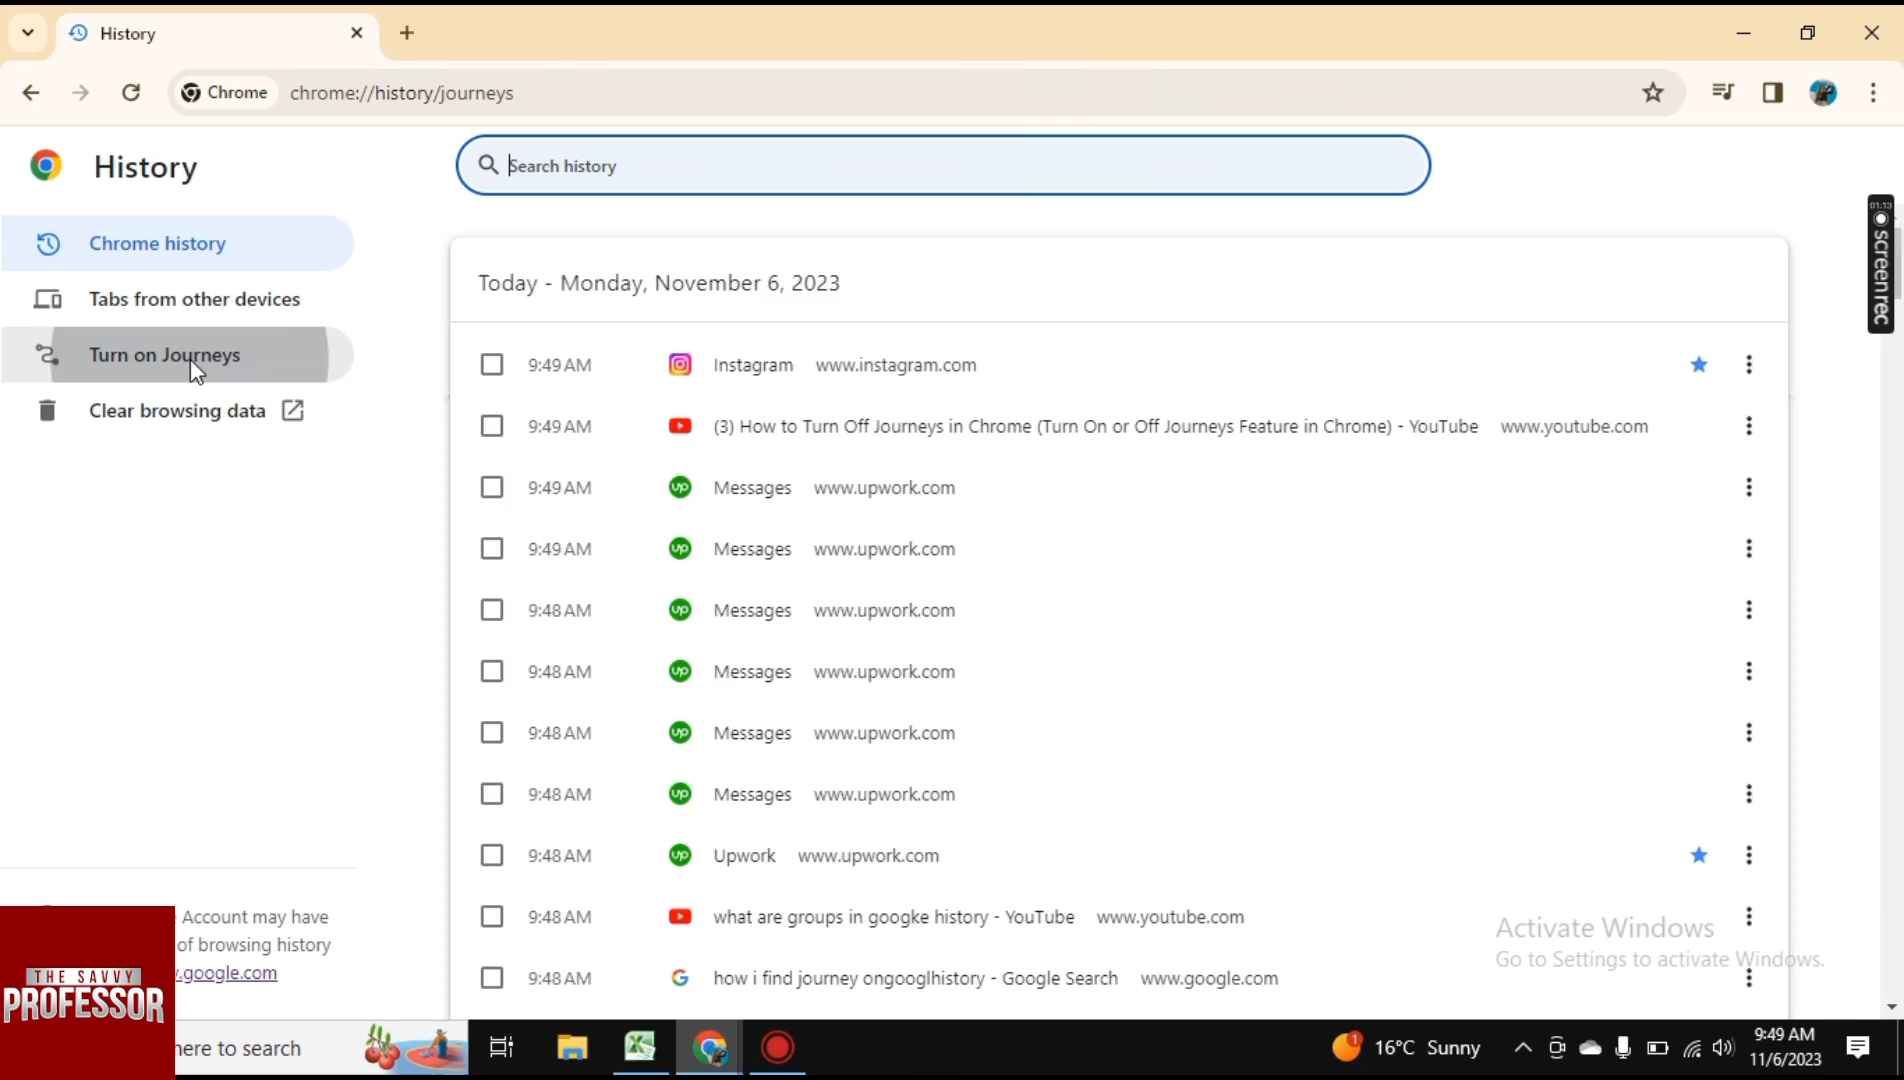 History
Chrome chrome://history/journeys
History
Search history
Chrome history
Tabs from other devices
Turn on Journeys
Clear browsing data
Today - Monday, November 6, 2023
9:49 AM Instagram www.instagram.com
9:49 AM (3) How to Turn Off Journeys in Chrome (Turn On or Off Journeys Feature in Chrome) - YouTube www.youtube.com
9:49 AM Messages www.upwork.com
9:49 AM Messages www.upwork.com
9:48 AM Messages www.upwork.com
9:48 AM Messages www.upwork.com
9:48 AM Messages www.upwork.com
9:48 AM Messages www.upwork.com
9:48 AM Upwork www.upwork.com
9:48 AM what are groups in googke history - YouTube www.youtube.com
9:48 AM how i find journey ongooglhistory - Google Search www.google.com
Account may have
of browsing history
.google.com
01:13
screenrec
Activate Windows
Go to Settings to activate Windows.
THE SAVVY
PROFESSOR
here to search
1
16°C Sunny
9:49 AM
11/6/2023